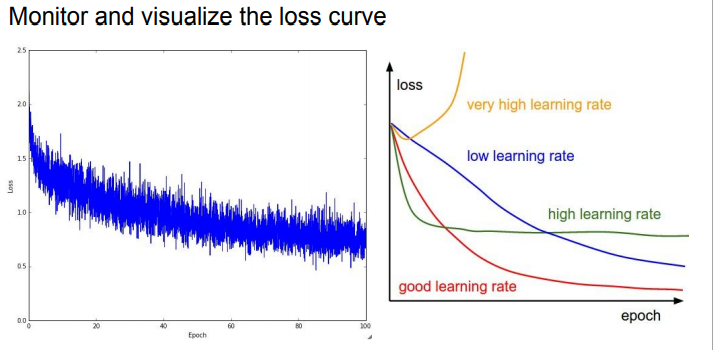 Monitor and visualize the loss curve
2.5
2.0
1.5
1.0
0.5
0.0
Loss
0 20 40 60 80 100
Epoch
loss
very high learning rate
low learning rate
high learning rate
good learning rate
epoch